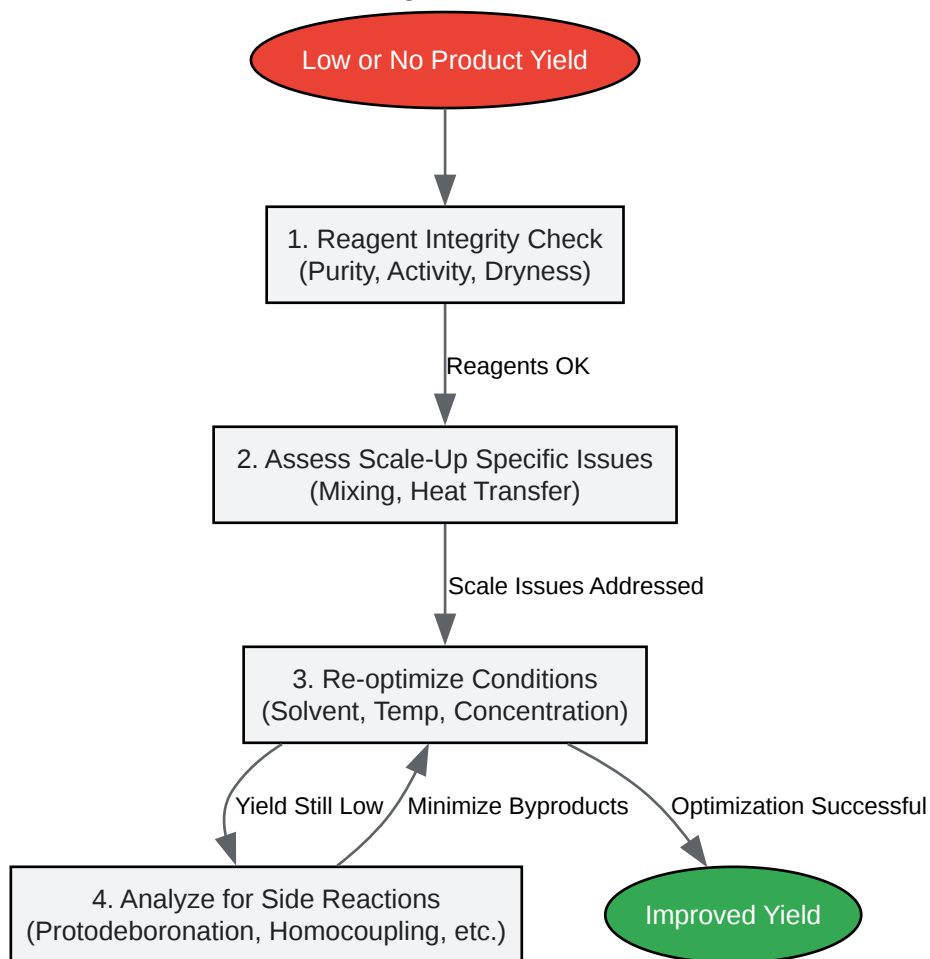 Low or No Product Yield
1. Reagent Integrity Check
(Purity, Activity, Dryness)
Reagents OK
2. Assess Scale-Up Specific Issues
(Mixing, Heat Transfer)
Scale Issues Addressed
3. Re-optimize Conditions
(Solvent, Temp, Concentration)
Yield Still Low
Minimize Byproducts
Optimization Successful
4. Analyze for Side Reactions
(Protodeboronation, Homocoupling, etc.)
Improved Yield